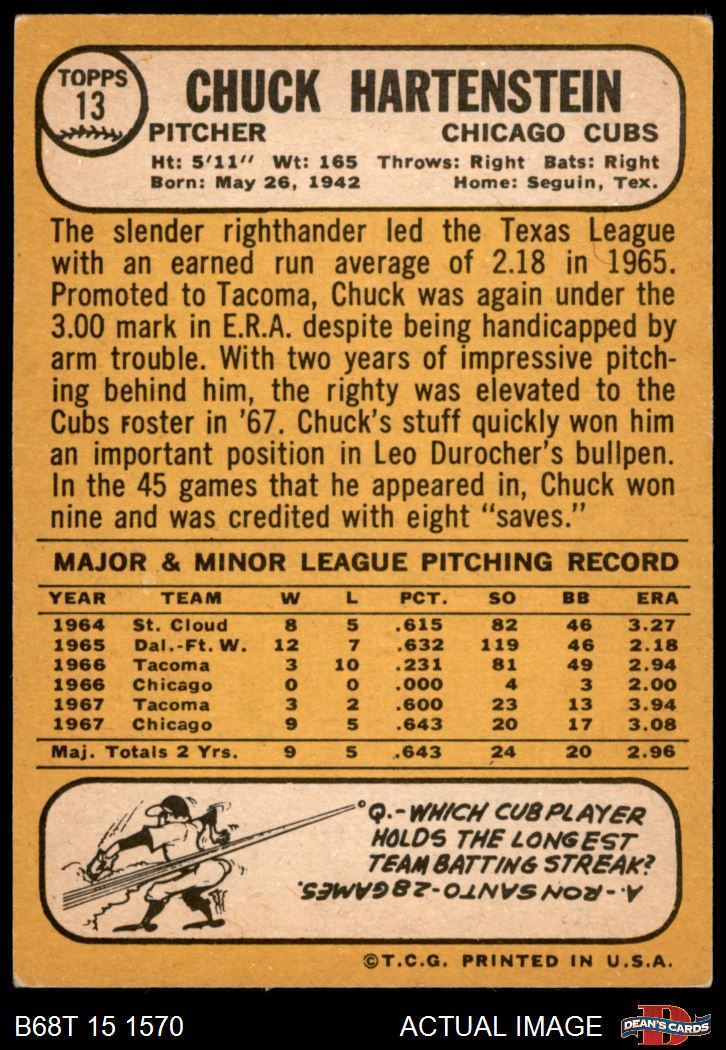 TOPPS
13
CHUCK HARTENSTEIN
PITCHER CHICAGO CUBS
Ht: 5'11" Wt: 165 Throws: Right Bats: Right
Born: May 26, 1942 Home: Seguin, Tex.
The slender righthander led the Texas League
with an earned run average of 2.18 in 1965.
Promoted to Tacoma, Chuck was again under the
3.00 mark in E.R.A. despite being handicapped by
arm trouble. With two years of impressive pitch-
ing behind him, the righty was elevated to the
Cubs roster in '67. Chuck's stuff quickly won him
an important position in Leo Durocher's bullpen.
In the 45 games that he appeared in, Chuck won
nine and was credited with eight "saves."
MAJOR & MINOR LEAGUE PITCHING RECORD
YEAR TEAM W L PCT. SO BB ERA
1964 St. Cloud 8 5 .615 82 46 3.27
1965 Dal.-Ft. W. 12 7 .632 119 46 2.18
1966 Tacoma 3 10 .231 81 49 2.94
1966 Chicago 0 0 .000 4 3 2.00
1967 Tacoma 3 2 .600 23 13 3.94
1967 Chicago 9 5 .643 20 17 3.08
Maj. Totals 2 Yrs. 9 5 .643 24 20 2.96
Q.-WHICH CUB PLAYER
HOLDS THE LONGEST
TEAM BATTING STREAK?
A.-RON SANTO-28 GAMES.
©T.C.G. PRINTED IN U.S.A.
B68T 15 1570 ACTUAL IMAGE DEAN'S CARDS